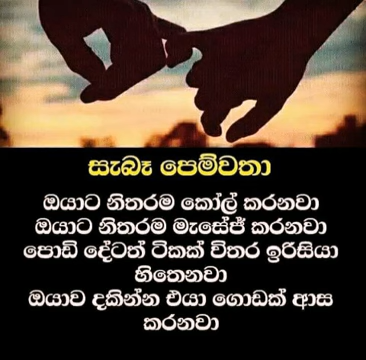 සැබෑ පෙම්වතා
ඔයාට නිතරම කෝල් කරනවා
ඔයාට නිතරම මැසේජ් කරනවා
පොඩි දේටත් ටිකක් විතර ඉරිසියා
හිතෙනවා
ඔයාව දකින්න එයා ගොඩක් ආස
කරනවා